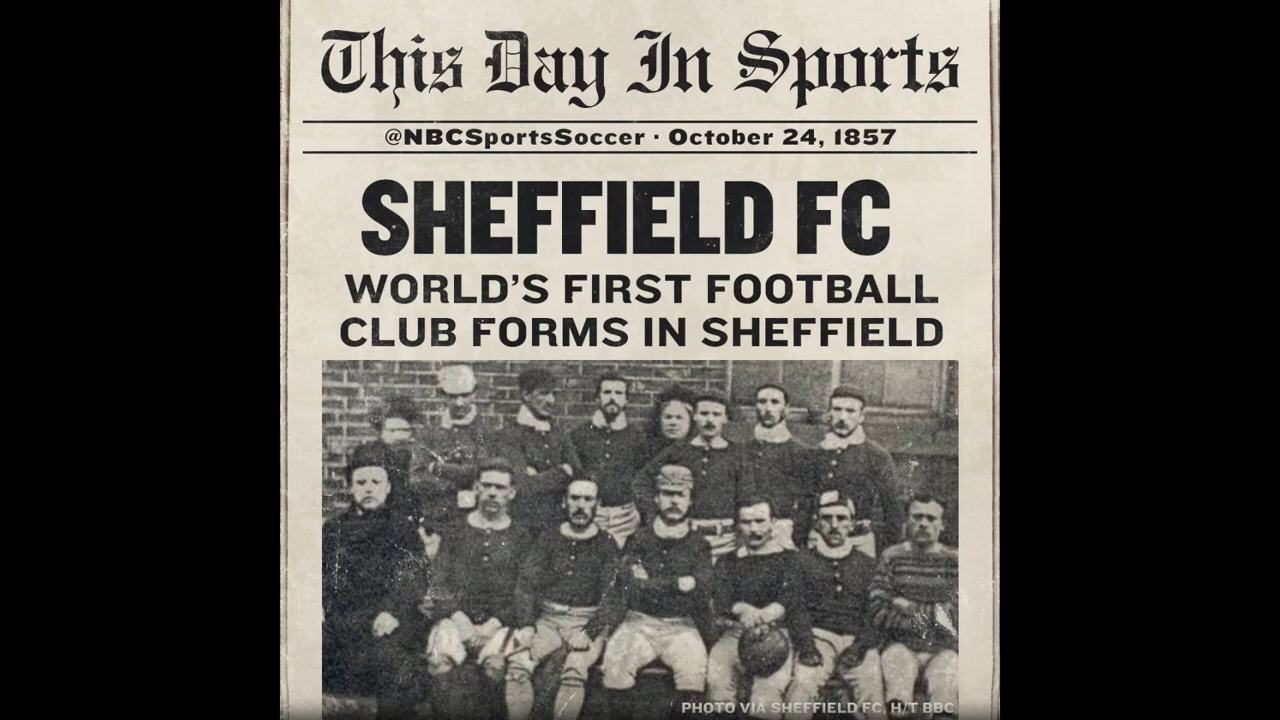 This Day In Sports
@NBCSportsSoccer · October 24, 1857
SHEFFIELD FC
WORLD'S FIRST FOOTBALL
CLUB FORMS IN SHEFFIELD
PHOTO VIA SHEFFIELD FC, H/T BBC